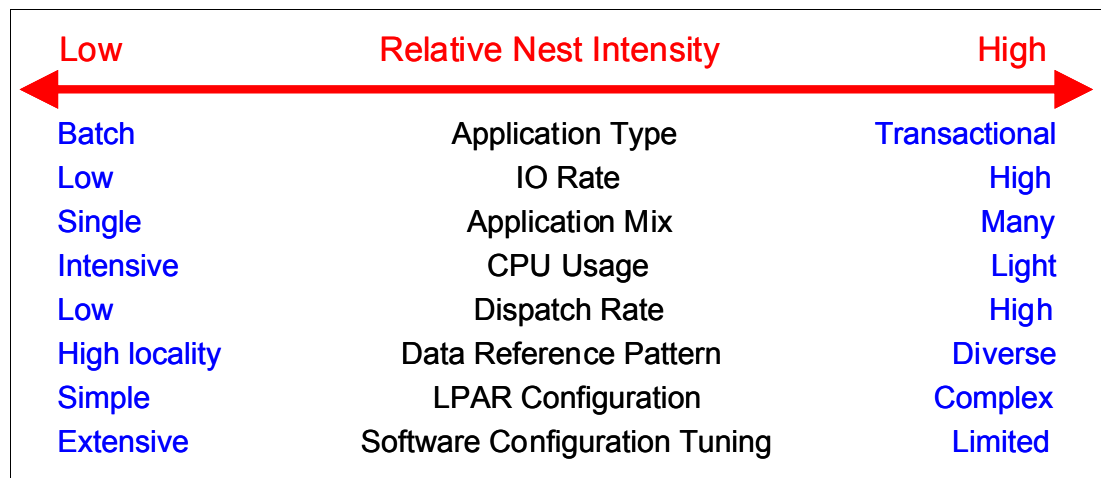 Low Relative Nest Intensity High
Batch Application Type Transactional
Low IO Rate High
Single Application Mix Many
Intensive CPU Usage Light
Low Dispatch Rate High
High locality Data Reference Pattern Diverse
Simple LPAR Configuration Complex
Extensive Software Configuration Tuning Limited